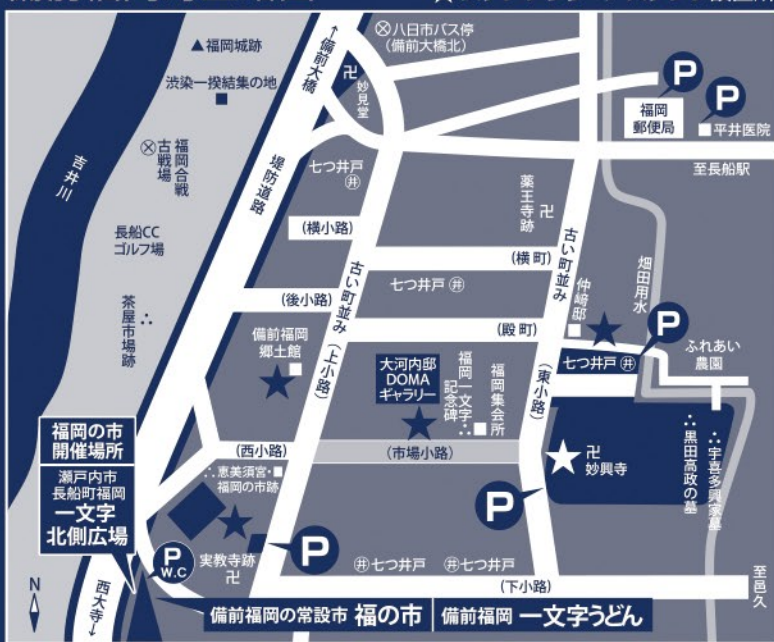 ▲福岡城跡
渋染一揆結集の地
↑備前大橋
卍妙見堂
八日市バス停
(備前大橋北)
P
福岡
郵便局
P
平井医院
至長船駅
吉井川
福岡合戦
古戦場
堤防道路
七つ井戸㊉
薬王寺跡卍
長船CC
ゴルフ場
(横小路)
古い町並み
(横町)
古い町並み
仲﨑邸
畑田用水
茶屋市場跡
(後小路)
七つ井戸
(殿町)
P
備前福岡
郷土館
(上小路)
大河内邸
DOMA
ギャラリー
福岡一文字
記念碑
福岡集会所
(東小路)
七つ井戸
ふれあい
農園
福岡の市
開催場所
瀬戸内市
長船町福岡
一文字
北側広場
(西小路)
恵美須宮・
福岡の市跡
(市場小路)
卍
妙興寺
黒田高政の墓
宇喜多興家墓
P
W.C
実教寺跡
卍
P
P
七つ井戸
七つ井戸
(下小路)
至邑久
N
西大寺↓
備前福岡の常設市 福の市
備前福岡 一文字うどん